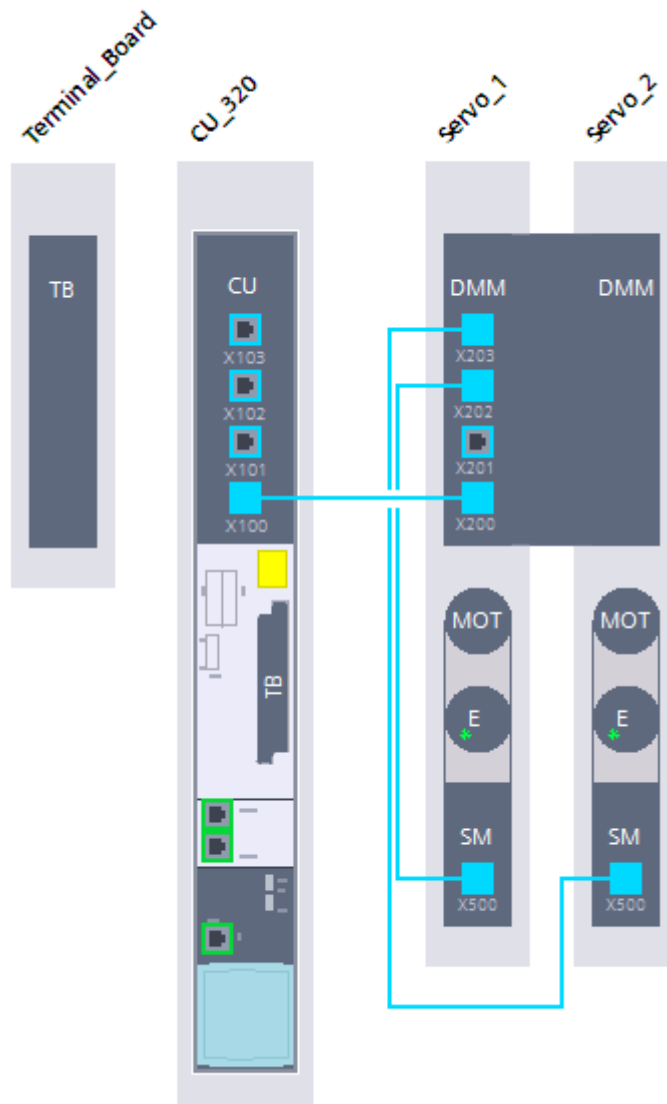 Terminal_Board
CU_320
Servo_1
Servo_2
TB
CU
X103
X102
X101
X100
TB
DMM
DMM
X203
X202
X201
X200
MOT
MOT
E
E
SM
SM
X500
X500